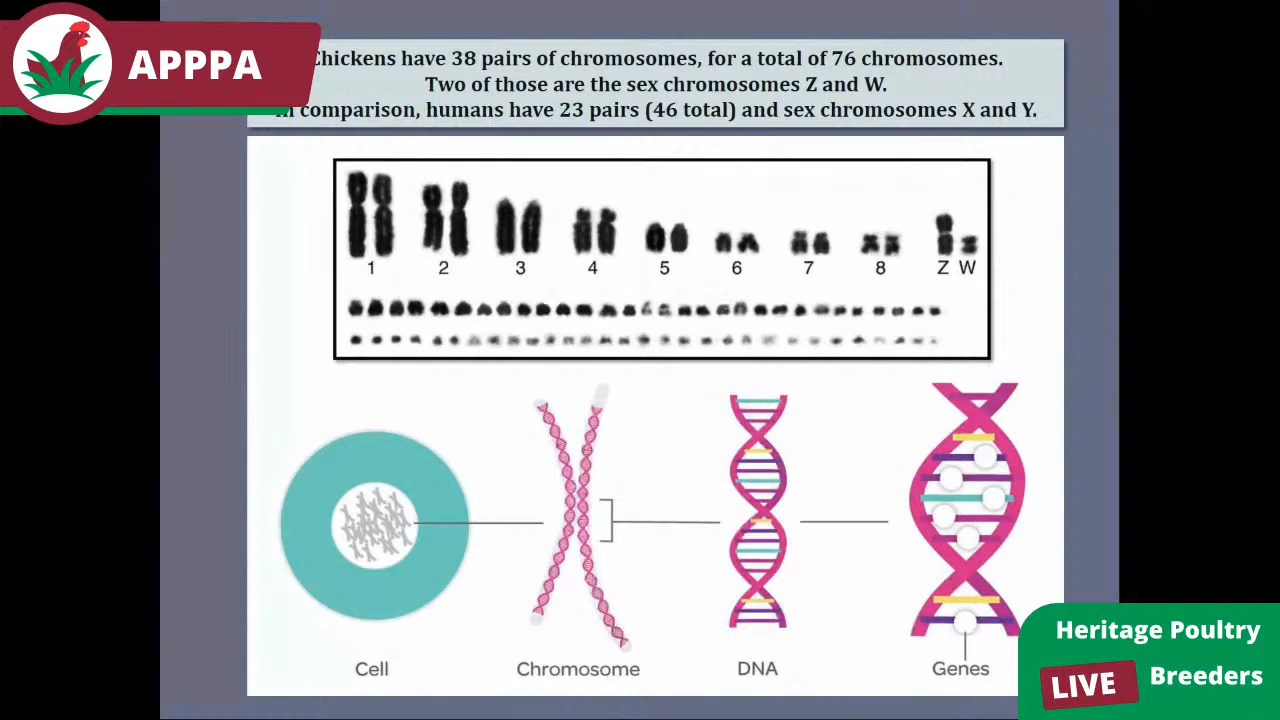 APPPA
Chickens have 38 pairs of chromosomes, for a total of 76 chromosomes.
Two of those are the sex chromosomes Z and W.
In comparison, humans have 23 pairs (46 total) and sex chromosomes X and Y.
1 2 3 4 5 6 7 8 Z W
Cell Chromosome DNA Genes
Heritage Poultry
LIVE Breeders